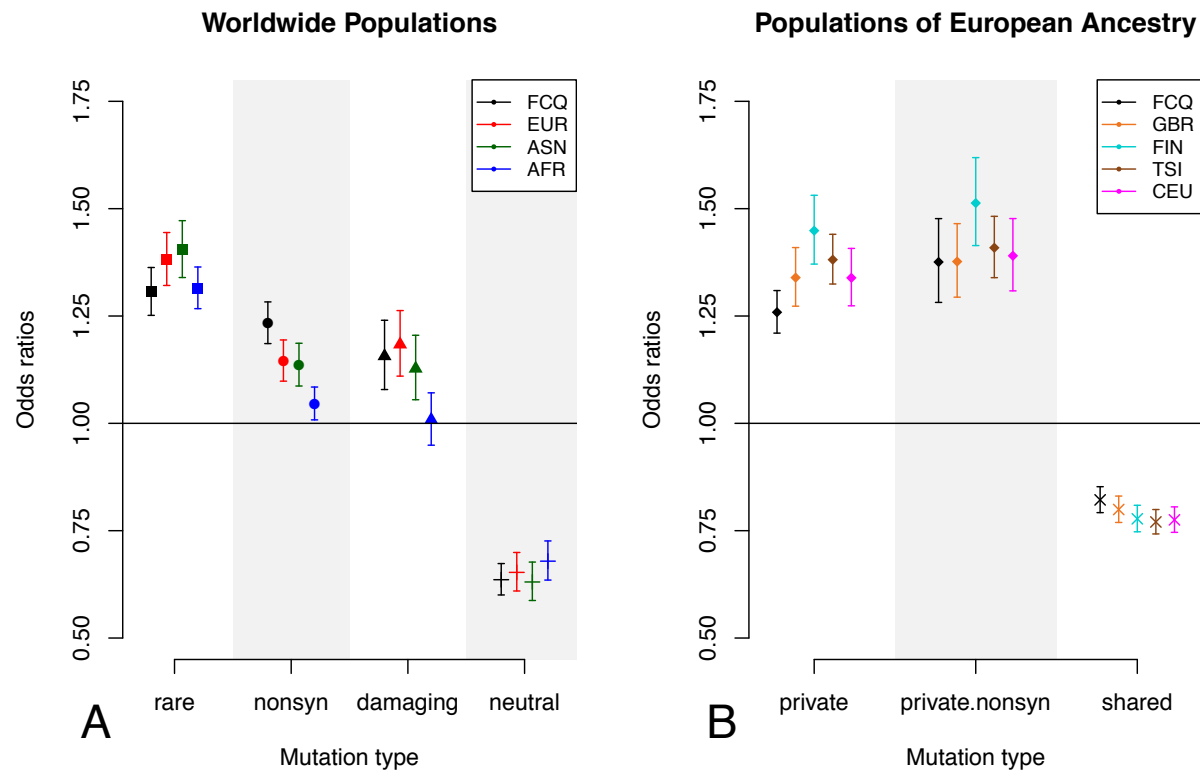 Worldwide Populations
Odds ratios
1.75
1.50
1.25
1.00
0.75
0.50
FCQ
EUR
ASN
AFR
rare
nonsyn
damaging
neutral
A
Mutation type
Populations of European Ancestry
Odds ratios
1.75
1.50
1.25
1.00
0.75
0.50
FCQ
GBR
FIN
TSI
CEU
private
private.nonsyn
shared
B
Mutation type